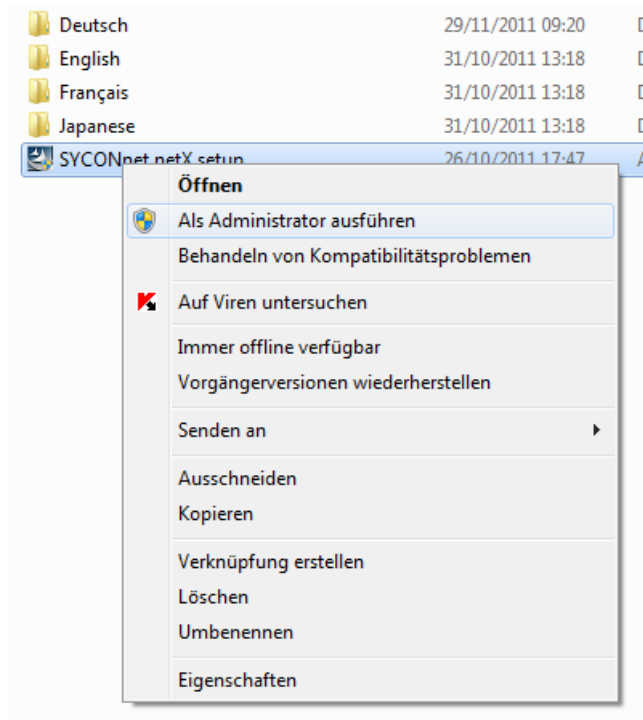 Deutsch 29/11/2011 09:20
English 31/10/2011 13:18
Français 31/10/2011 13:18
Japanese 31/10/2011 13:18
SYCONnet netX setup 26/10/2011 17:47
Öffnen
Als Administrator ausführen
Behandeln von Kompatibilitätsproblemen
Auf Viren untersuchen
Immer offline verfügbar
Vorgängerversionen wiederherstellen
Senden an
Ausschneiden
Kopieren
Verknüpfung erstellen
Löschen
Umbenennen
Eigenschaften